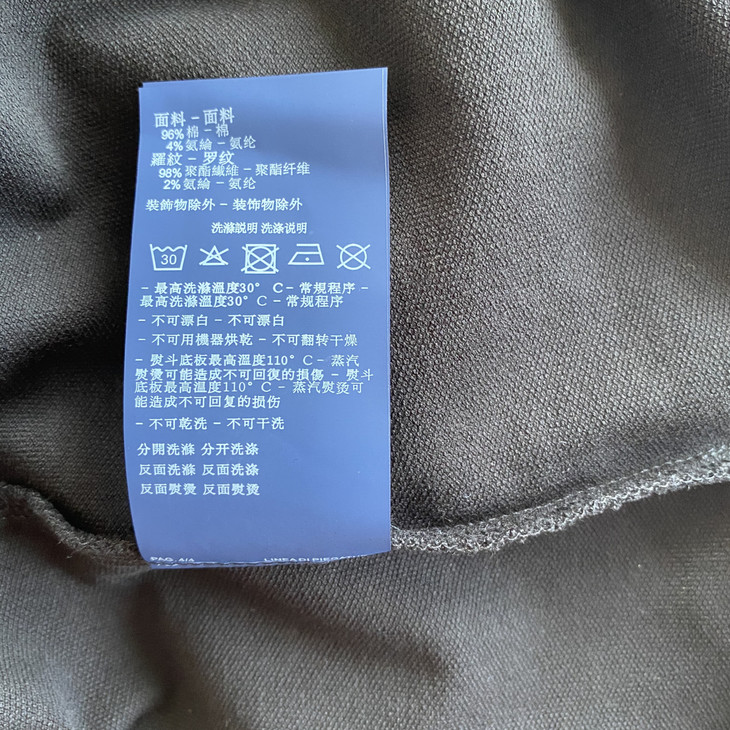 面料 – 面料
96% 棉 – 棉
4% 氨綸 – 氨纶
羅紋 – 罗纹
98% 聚酯纖維 – 聚酯纤维
2% 氨綸 – 氨纶
裝飾物除外 – 装饰物除外
洗滌説明 洗涤说明
30
- 最高洗滌溫度30° C – 常規程序 -
最高洗滌溫度30° C – 常规程序
- 不可漂白 - 不可漂白
- 不可用機器烘乾 - 不可翻转干燥
- 熨斗底板最高溫度110° C – 蒸汽
熨燙可能造成不可回復的損傷 - 熨斗
底板最高温度110° C – 蒸汽熨烫可
能造成不可回复的损伤
- 不可乾洗 - 不可干洗
分開洗滌 分开洗涤
反面洗滌 反面洗涤
反面熨燙 反面熨烫
PAG. 4/4 LINEA DI